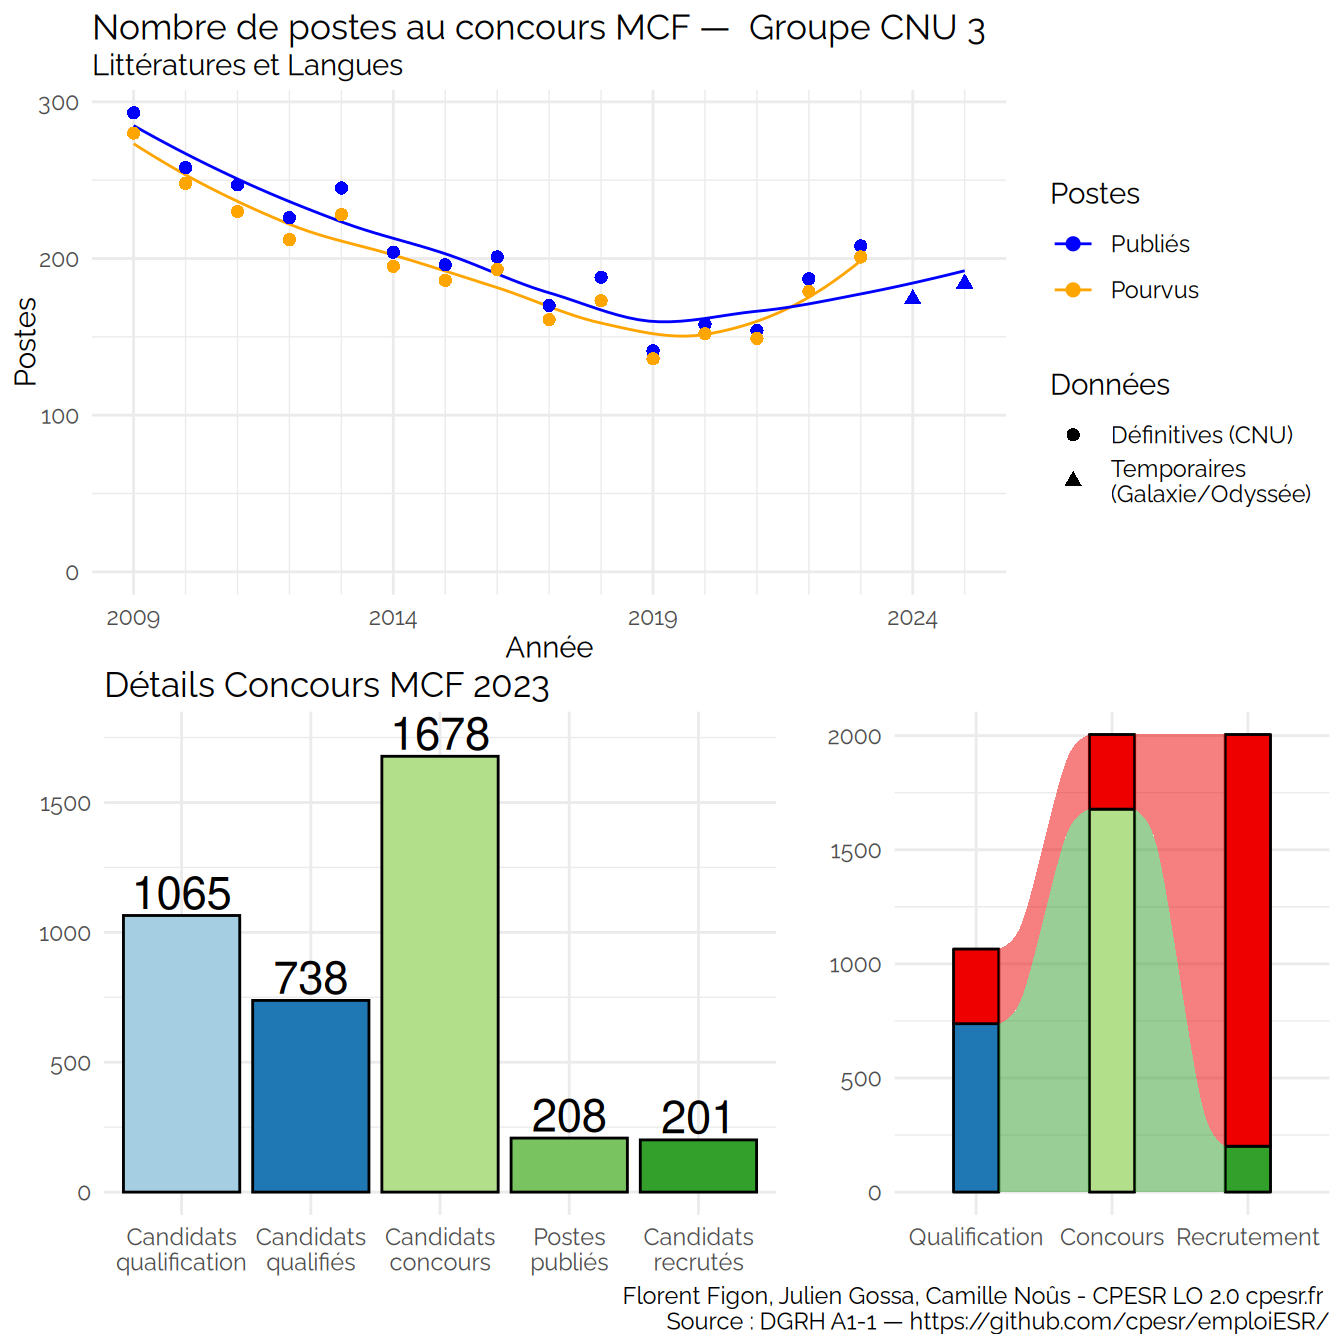 Nombre de postes au concours MCF —  Groupe CNU 3
Littératures et Langues
300
200
100
0
Postes
2009
2014
2019
2024
Année
Postes
Publiés
Pourvus
Données
Définitives (CNU)
Temporaires
(Galaxie/Odyssée)
Détails Concours MCF 2023
1500
1000
500
0
1065
738
1678
208
201
Candidats
qualification
Candidats
qualifiés
Candidats
concours
Postes
publiés
Candidats
recrutés
2000
1500
1000
500
0
Qualification
Concours
Recrutement
Florent Figon, Julien Gossa, Camille Noûs - CPESR LO 2.0 cpesr.fr
Source : DGRH A1-1 — https://github.com/cpesr/emploiESR/